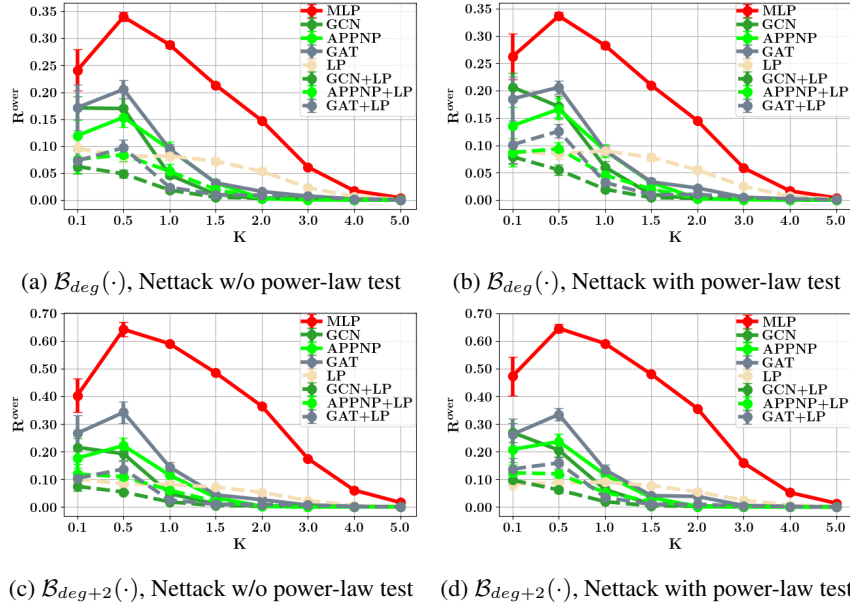 0.35
0.30
0.25
0.20
0.15
0.10
0.05
0.00
R^over
0.1 0.5 1.0 1.5 2.0 3.0 4.0 5.0
K
MLP
GCN
APPNP
GAT
LP
GCN+LP
APPNP+LP
GAT+LP
(a) 𝓑_deg(·), Nettack w/o power-law test
0.35
0.30
0.25
0.20
0.15
0.10
0.05
0.00
R^over
0.1 0.5 1.0 1.5 2.0 3.0 4.0 5.0
K
MLP
GCN
APPNP
GAT
LP
GCN+LP
APPNP+LP
GAT+LP
(b) 𝓑_deg(·), Nettack with power-law test
0.70
0.60
0.50
0.40
0.30
0.20
0.10
0.00
R^over
0.1 0.5 1.0 1.5 2.0 3.0 4.0 5.0
K
MLP
GCN
APPNP
GAT
LP
GCN+LP
APPNP+LP
GAT+LP
(c) 𝓑_deg+2(·), Nettack w/o power-law test
0.70
0.60
0.50
0.40
0.30
0.20
0.10
0.00
R^over
0.1 0.5 1.0 1.5 2.0 3.0 4.0 5.0
K
MLP
GCN
APPNP
GAT
LP
GCN+LP
APPNP+LP
GAT+LP
(d) 𝓑_deg+2(·), Nettack with power-law test